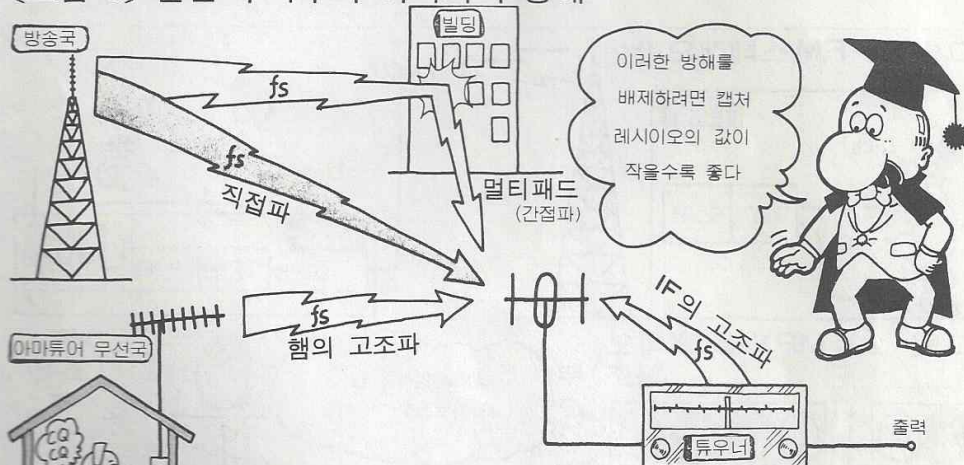 방송국
빌딩
fs
fs
직접파
멀티패드
(간접파)
이러한 방해를
배제하려면 캡처
레시이오의 값이
작을수록 좋다
fs
햄의 고조파
IF의 고조파
fs
아마튜어 무선국
CQ
CQ
CQ
튜우너
출력